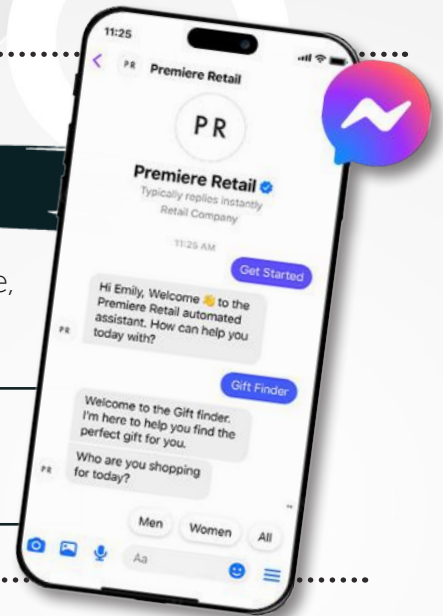 11:25
PR Premiere Retail
PR
Premiere Retail
Typically replies instantly
Retail Company
11:25 AM
Get Started
Hi Emily, Welcome 👋 to the
Premiere Retail automated
assistant. How can help you
today with?
PR
Gift Finder
Welcome to the Gift finder.
I'm here to help you find the
perfect gift for you.
Who are you shopping
for today?
PR
Men Women All
Aa
e,